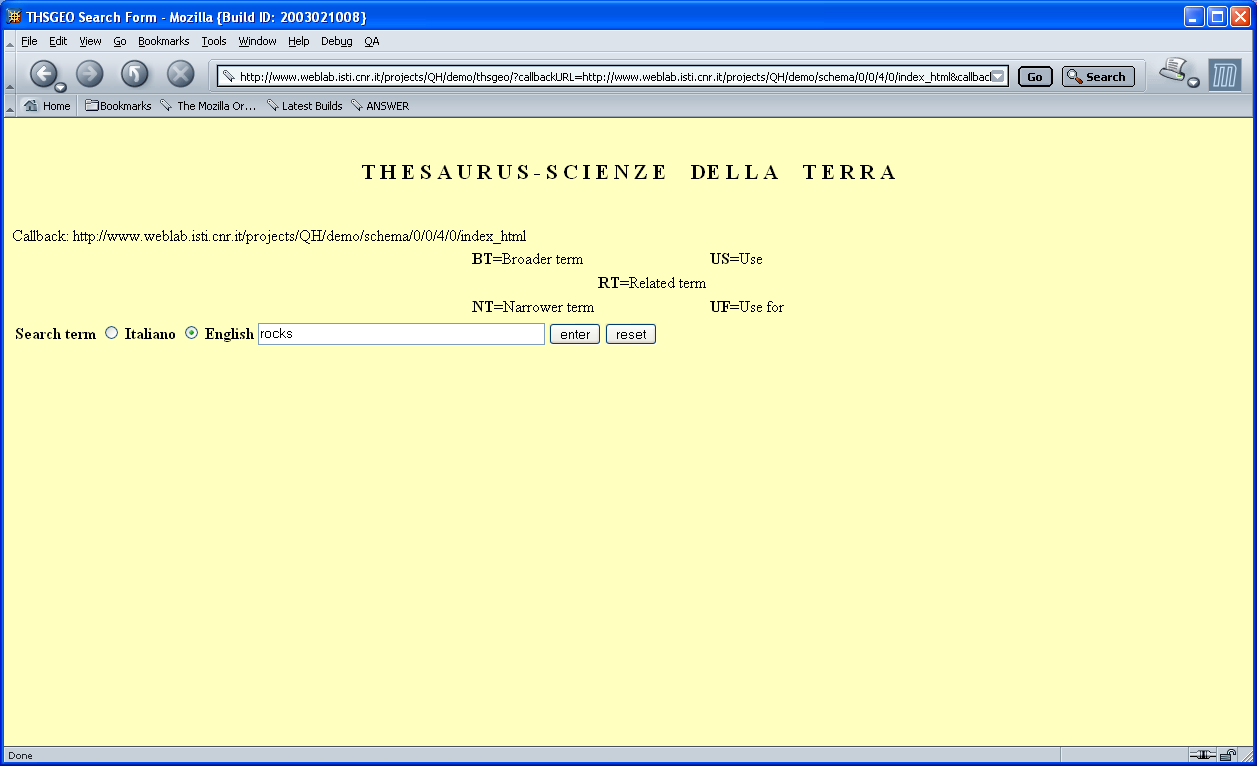 THSGEO Search Form - Mozilla {Build ID: 2003021008}
File Edit View Go Bookmarks Tools Window Help Debug QA
http://www.weblab.isti.cnr.it/projects/QH/demo/thsgeo/?callbackURL=http://www.weblab.isti.cnr.it/projects/QH/demo/schema/0/0/4/0/index_html&callbac Go Search
Home Bookmarks The Mozilla Or... Latest Builds ANSWER
THESAURUS-SCIENZE DELLA TERRA
Callback: http://www.weblab.isti.cnr.it/projects/QH/demo/schema/0/0/4/0/index_html
BT=Broader term US=Use
RT=Related term
NT=Narrower term UF=Use for
Search term Italiano English rocks enter reset
Done